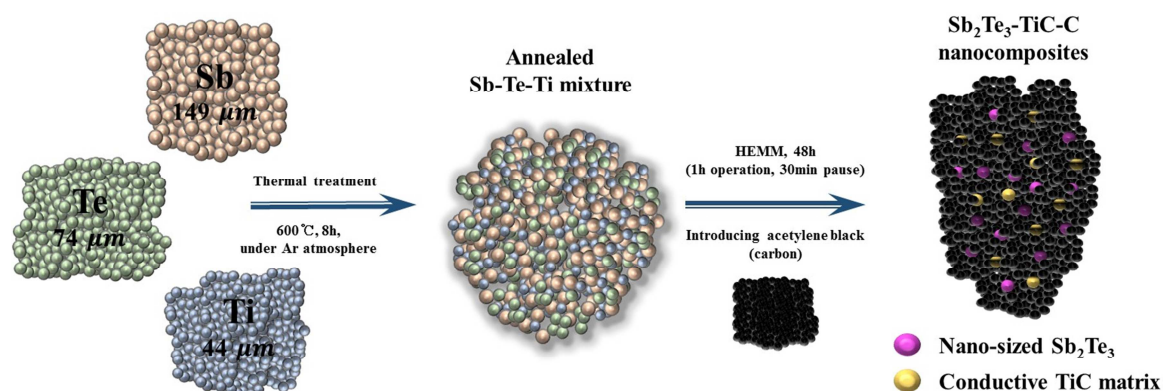 Sb
149 μm
Te
74 μm
Ti
44 μm
Thermal treatment
600℃, 8h,
under Ar atmosphere
Annealed
Sb-Te-Ti mixture
HEMM, 48h
(1h operation, 30min pause)
Introducing acetylene black
(carbon)
Sb₂Te₃-TiC-C
nanocomposites
Nano-sized Sb₂Te₃
Conductive TiC matrix